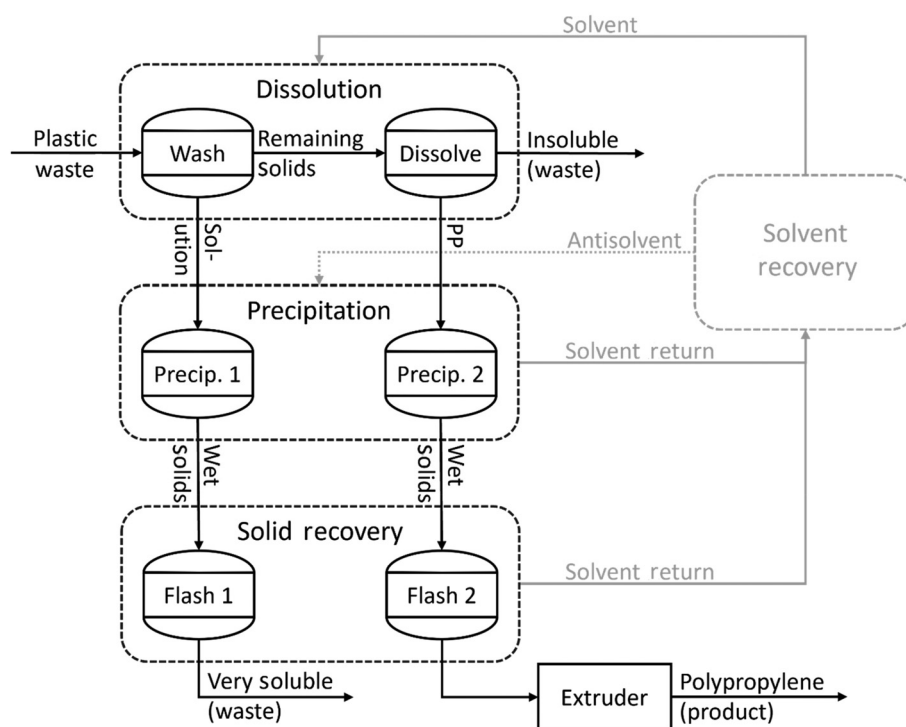 Solvent
Dissolution
Plastic
waste
Wash
Remaining
Solids
Dissolve
Insoluble
(waste)
Sol-
ution
PP
Antisolvent
Solvent
recovery
Precipitation
Precip. 1
Precip. 2
Solvent return
Wet
solids
Wet
solids
Solid recovery
Flash 1
Flash 2
Solvent return
Very soluble
(waste)
Extruder
Polypropylene
(product)